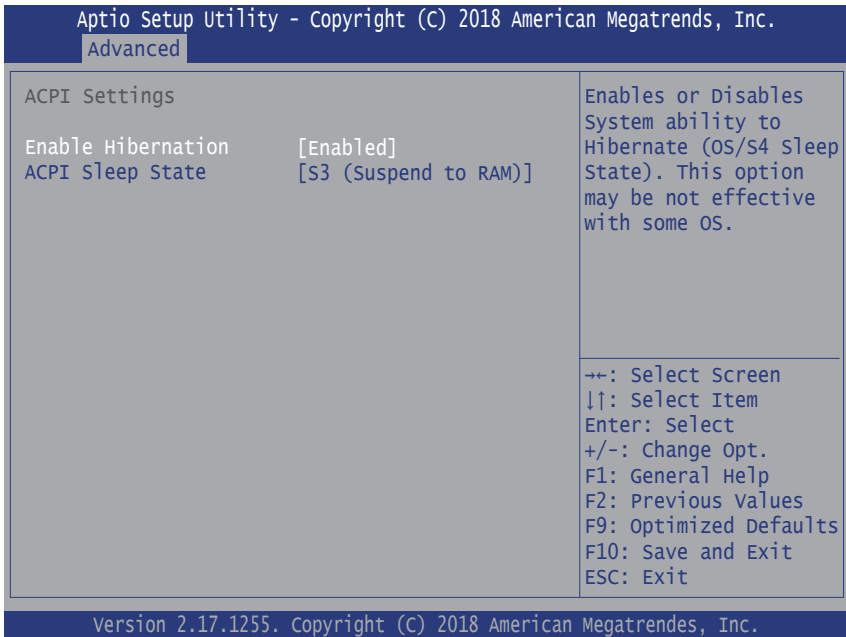 Aptio Setup Utility - Copyright (C) 2018 American Megatrends, Inc.
Advanced
ACPI Settings
Enable Hibernation [Enabled]
ACPI Sleep State [S3 (Suspend to RAM)]
Enables or Disables
System ability to
Hibernate (OS/S4 Sleep
State). This option
may be not effective
with some OS.
→←: Select Screen
↓↑: Select Item
Enter: Select
+/-: Change Opt.
F1: General Help
F2: Previous Values
F9: Optimized Defaults
F10: Save and Exit
ESC: Exit
Version 2.17.1255. Copyright (C) 2018 American Megatrendes, Inc.